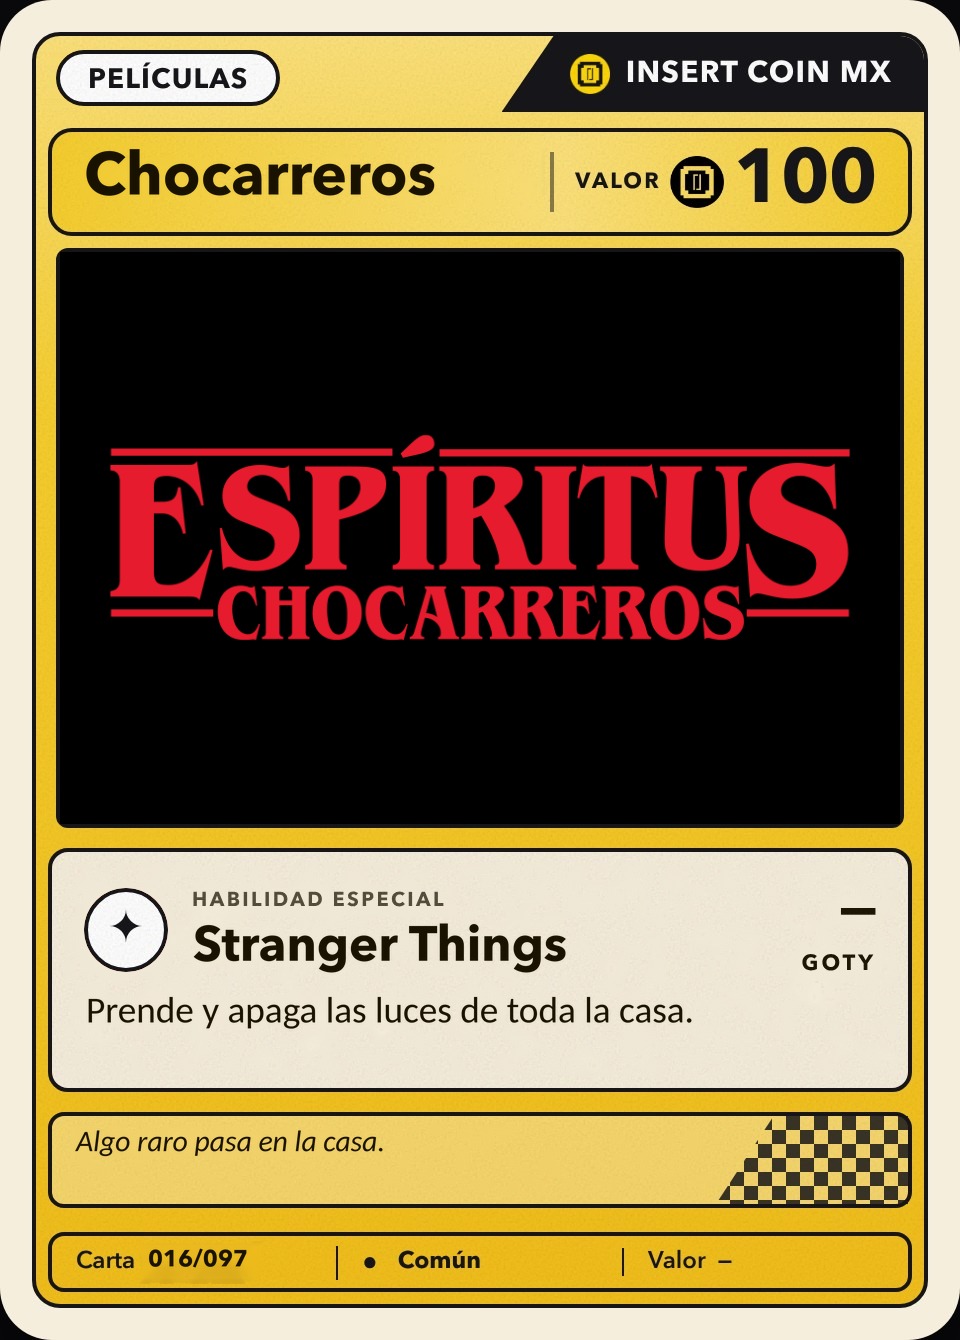 PELÍCULAS
INSERT COIN MX
Chocarreros
VALOR 100
ESPÍRITUS
CHOCARREROS
HABILIDAD ESPECIAL
Stranger Things
—
GOTY
Prende y apaga las luces de toda la casa.
Algo raro pasa en la casa.
Carta 016/097 • Común Valor –